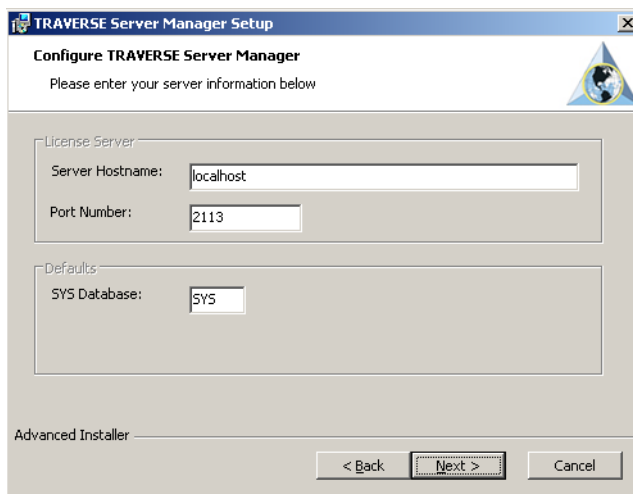 TRAVERSE Server Manager Setup
Configure TRAVERSE Server Manager
Please enter your server information below
License Server
Server Hostname: localhost
Port Number: 2113
Defaults
SYS Database: SYS
Advanced Installer
< Back Next > Cancel